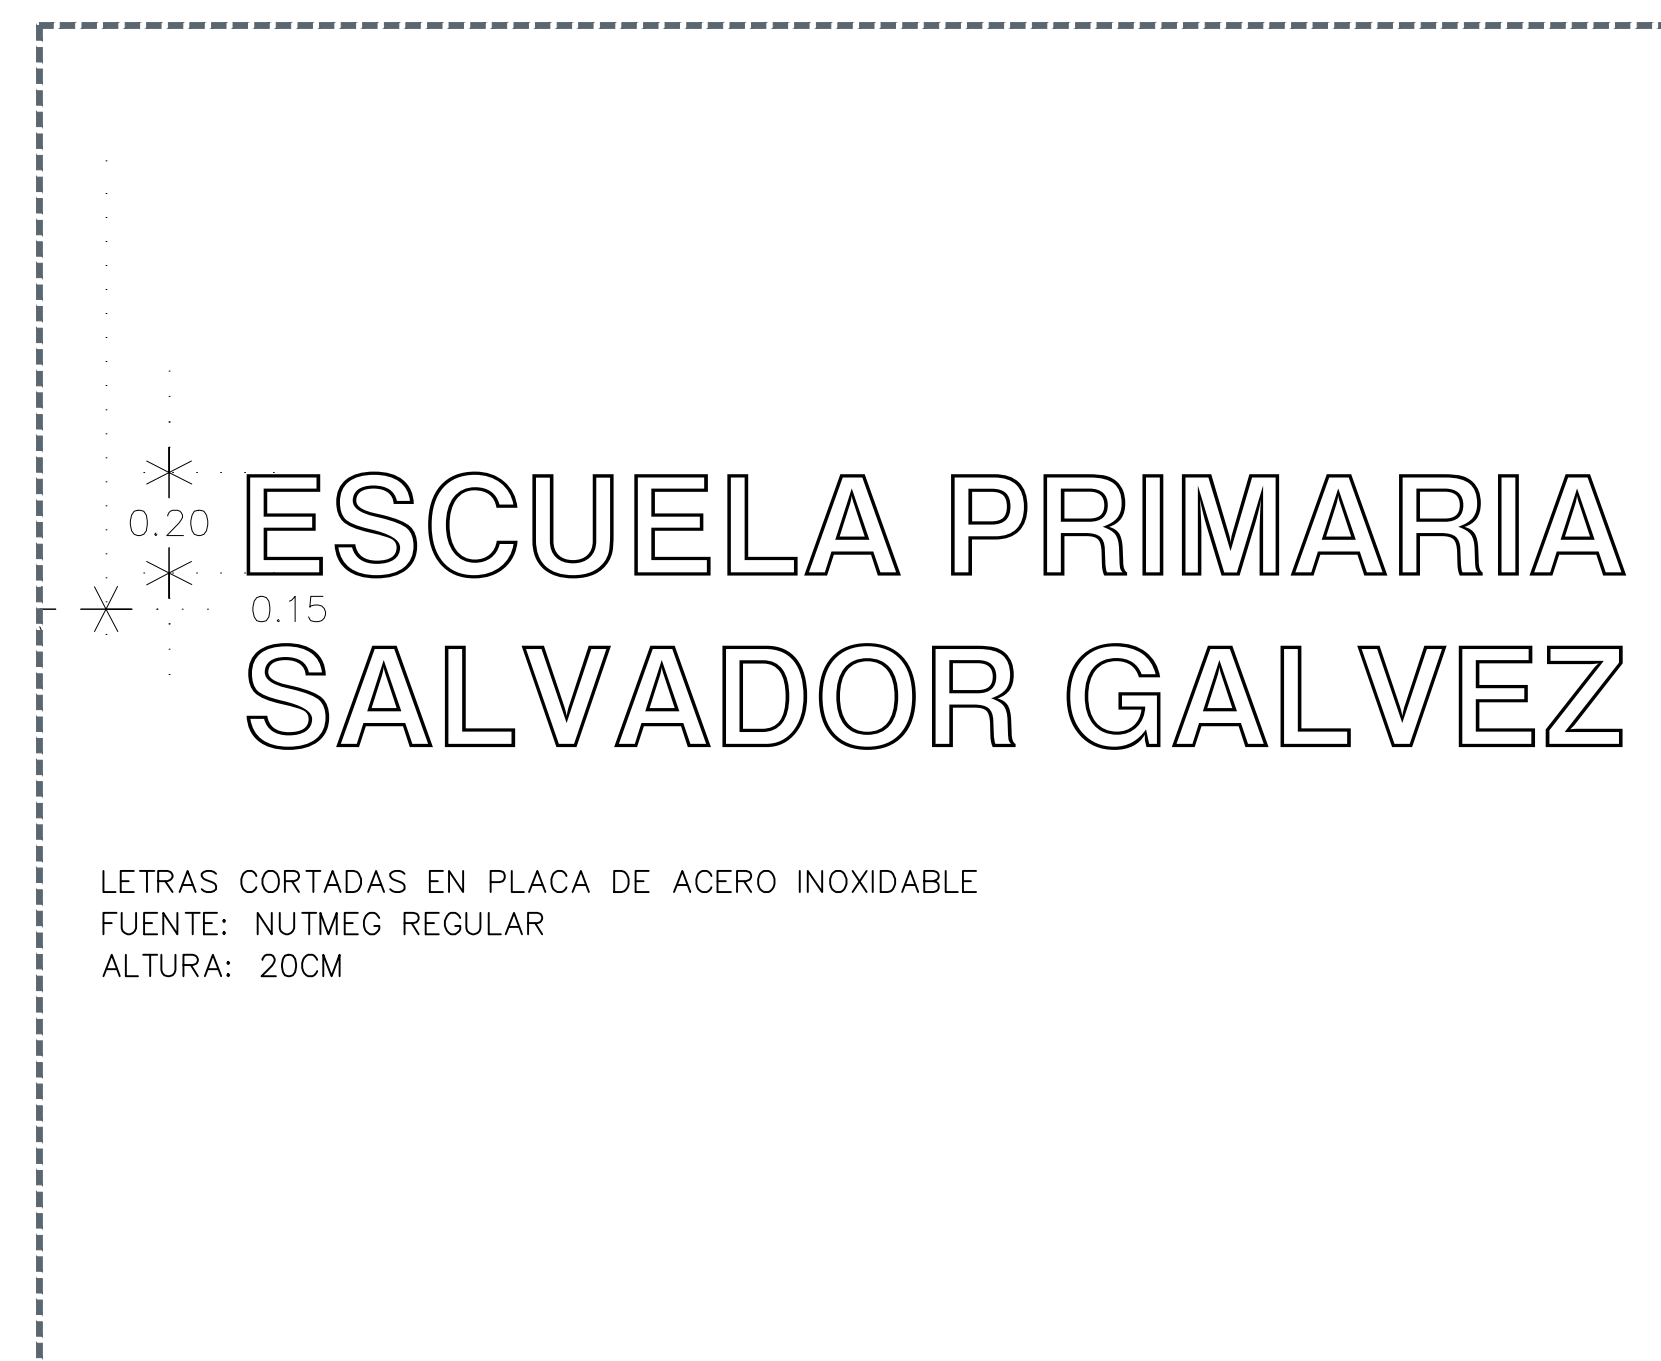 ESCUELA PRIMARIA
0.20
0.15
SALVADOR GALVEZ
LETRAS CORTADAS EN PLACA DE ACERO INOXIDABLE
FUENTE: NUTMEG REGULAR
ALTURA: 20CM